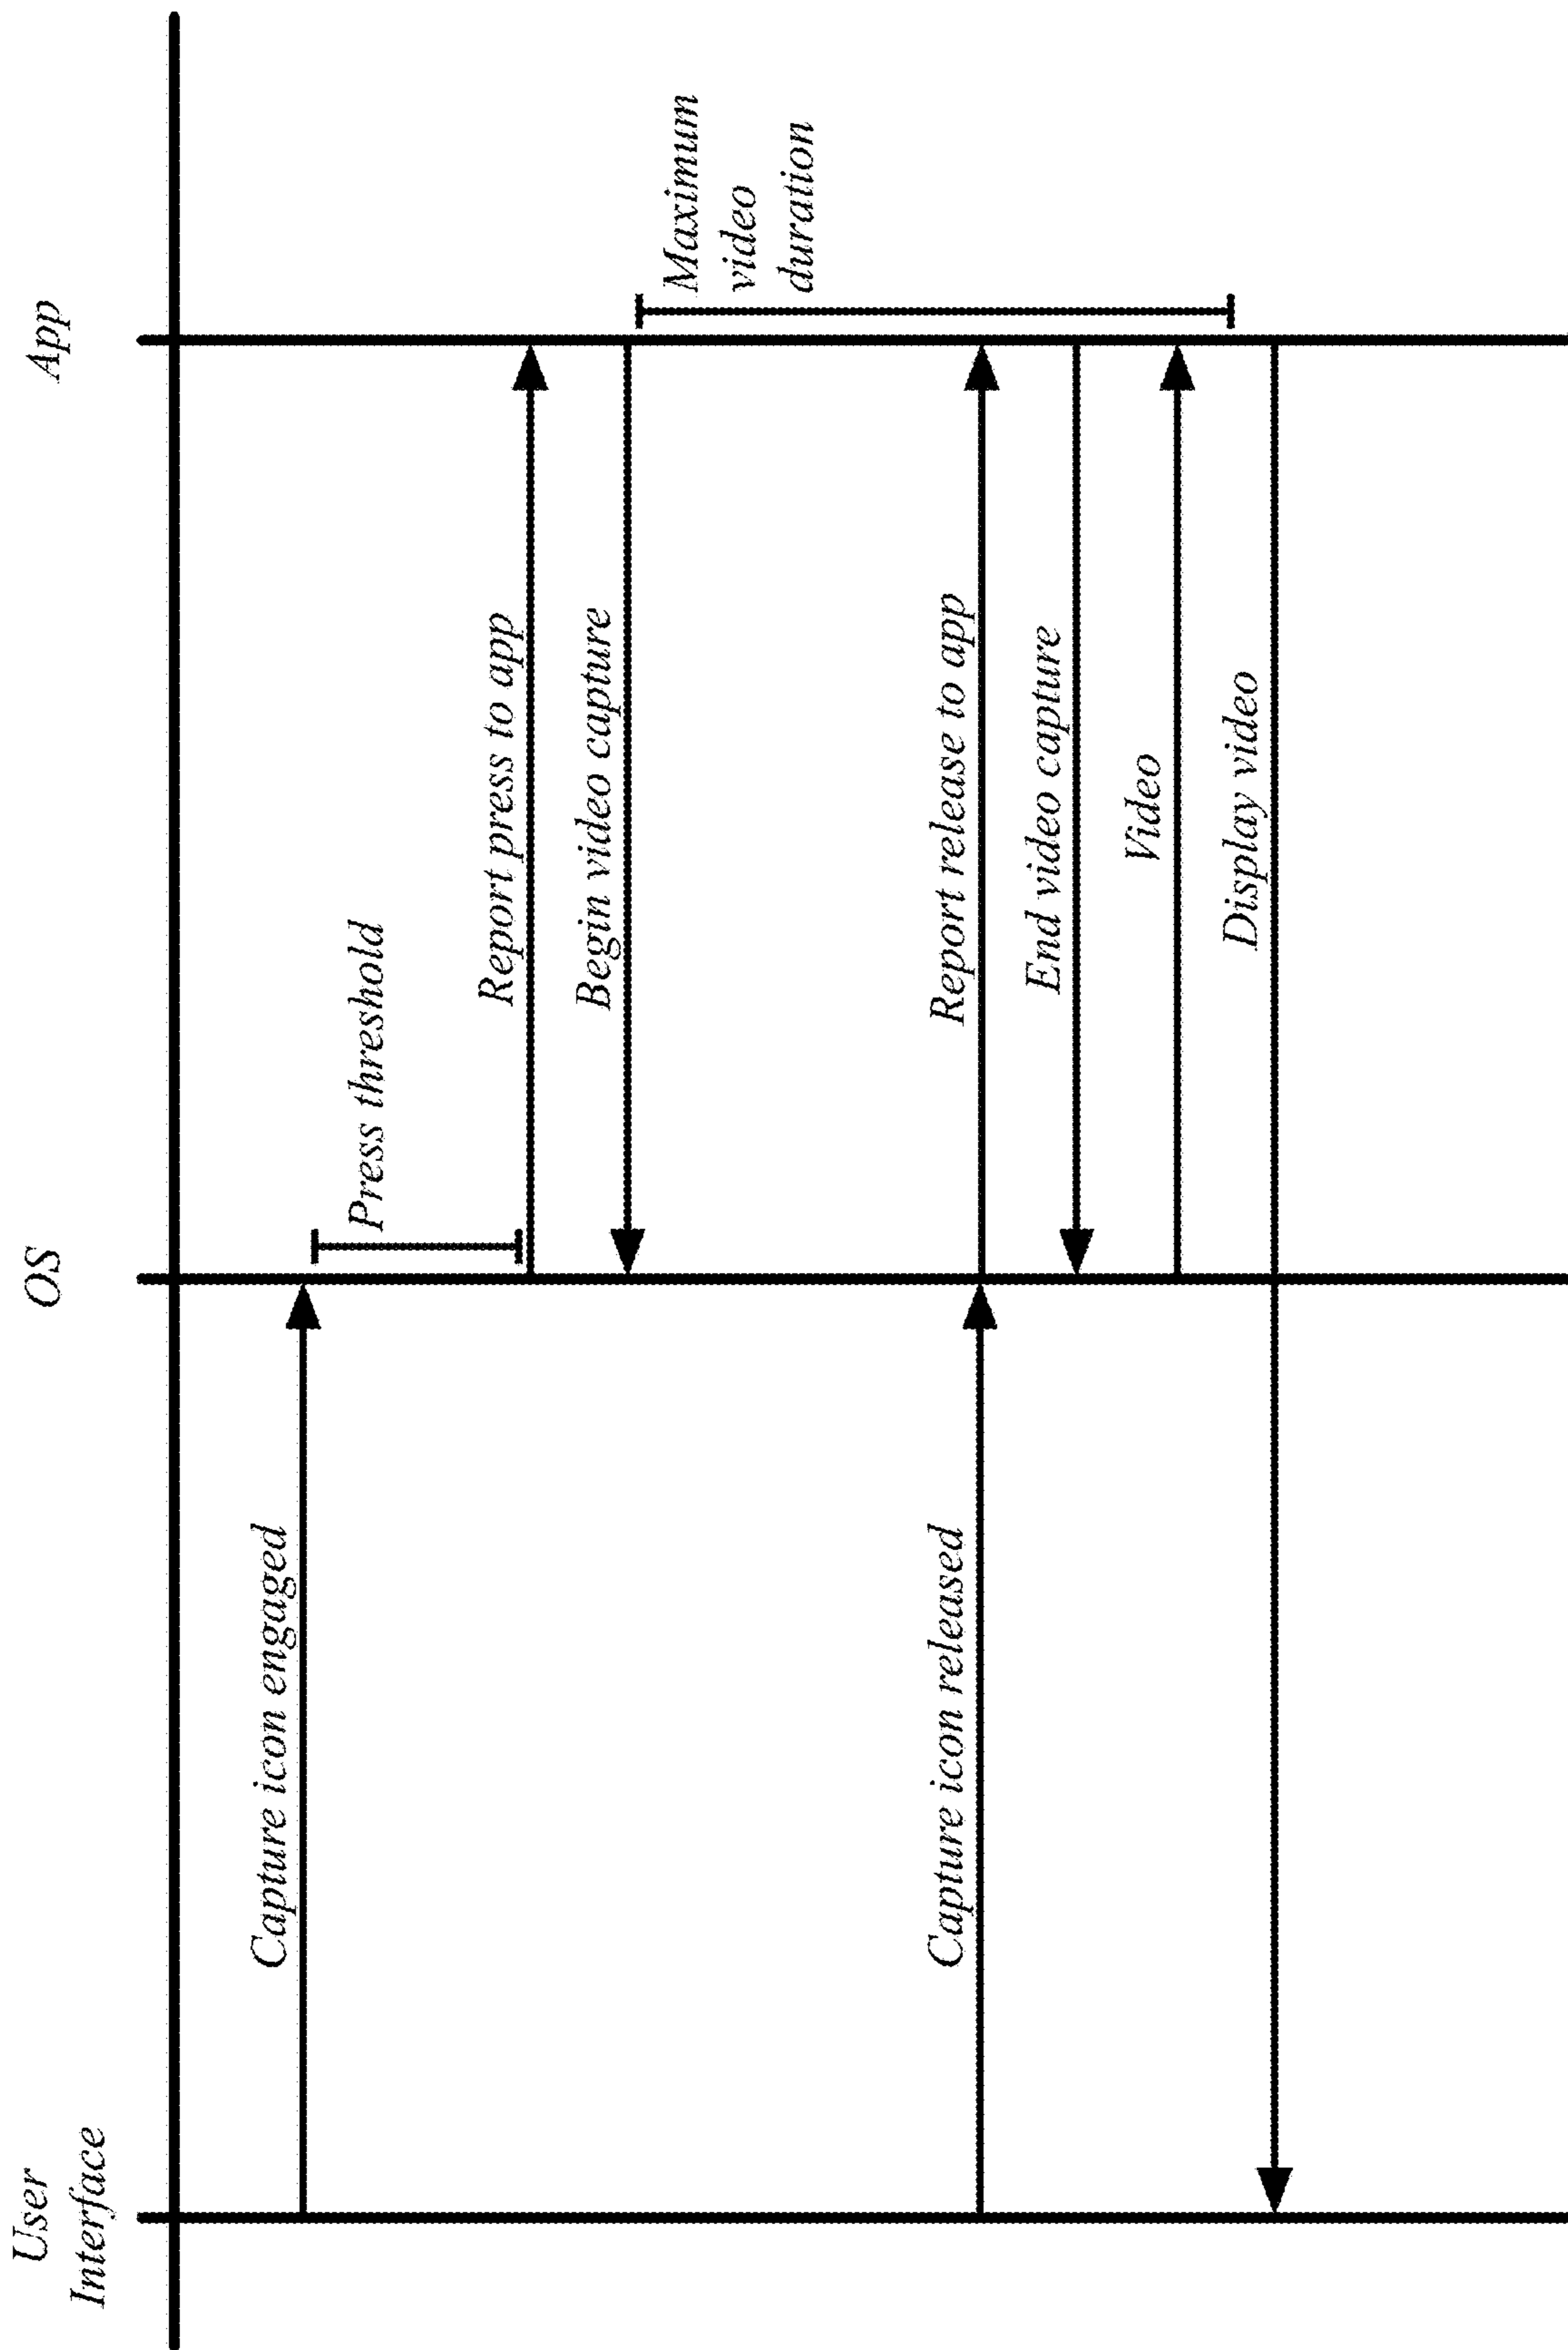 User
Interface
OS
App
Capture icon engaged
Press threshold
Report press to app
Begin video capture
Maximum
video
duration
Capture icon released
Report release to app
End video capture
Video
Display video